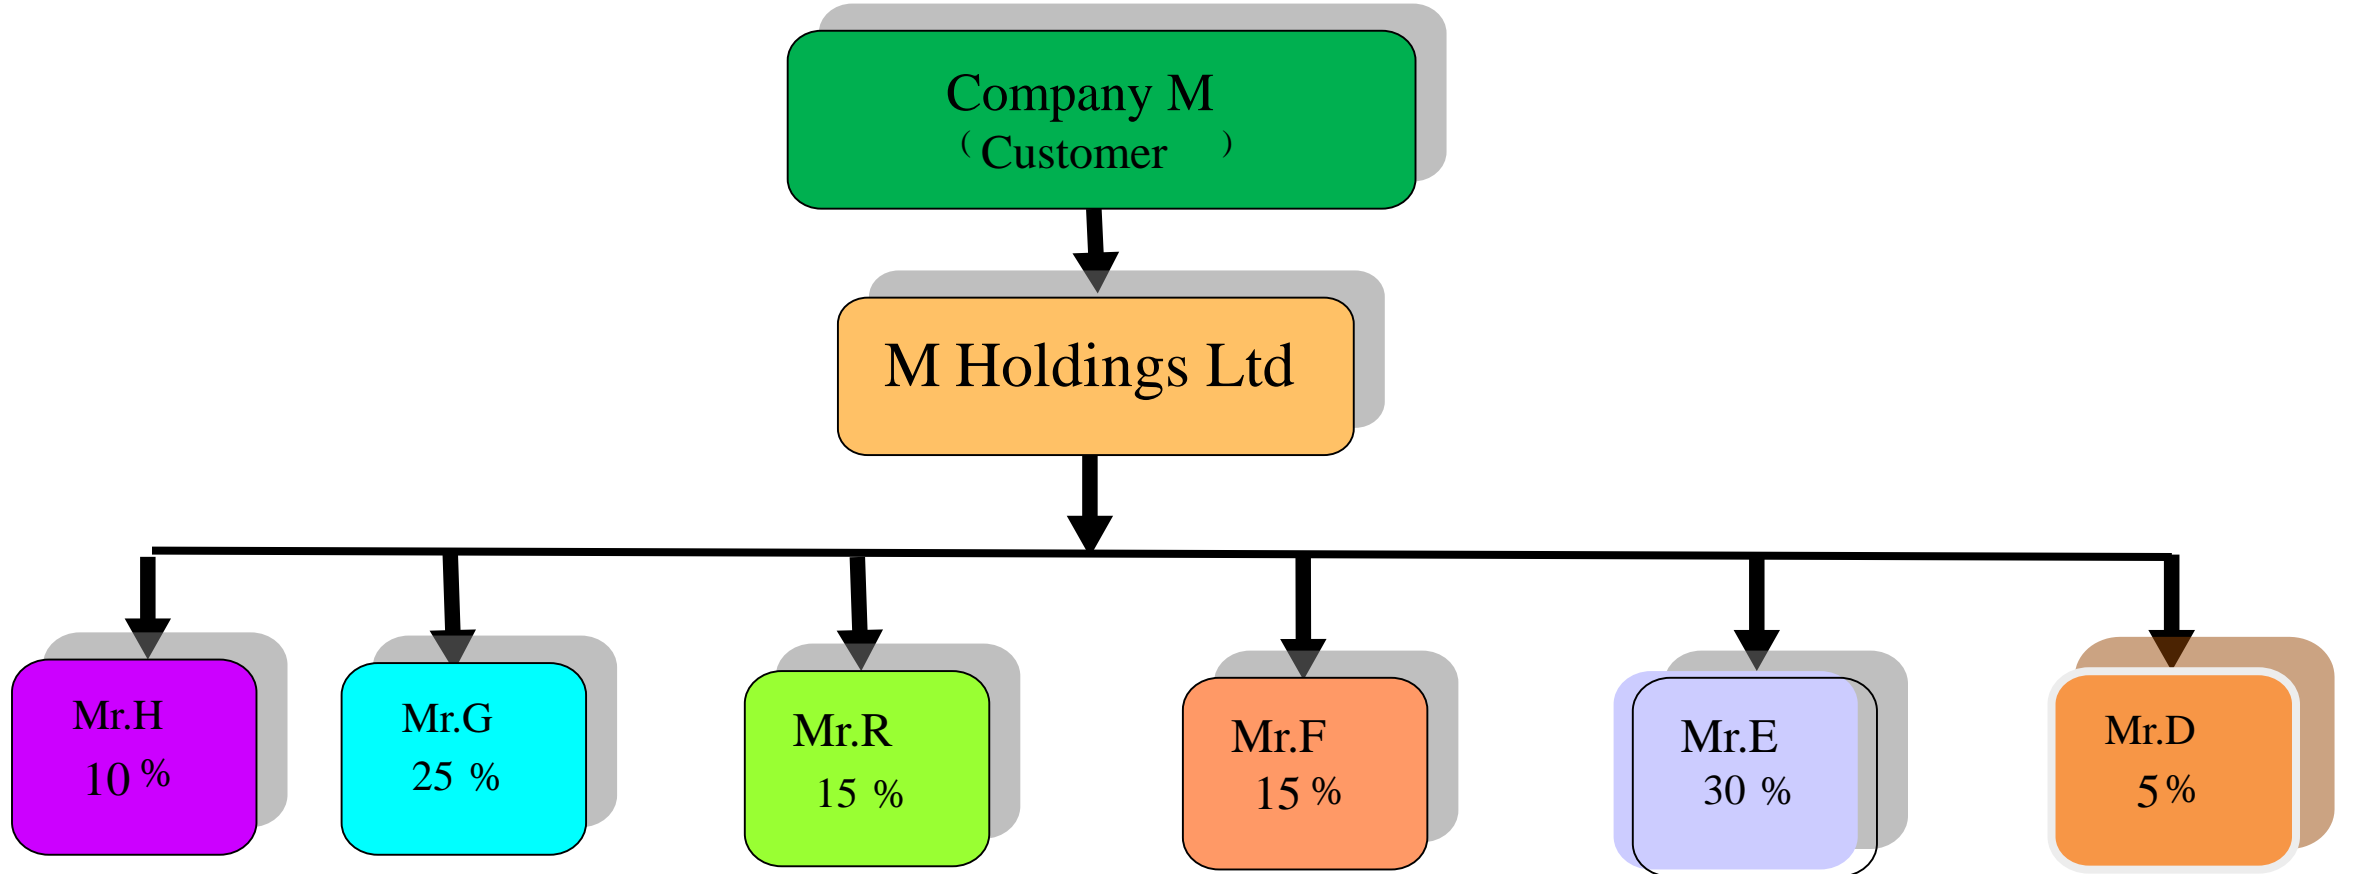 Company M
( Customer )
M Holdings Ltd
Mr.H
10 %
Mr.G
25 %
Mr.R
15 %
Mr.F
15 %
Mr.E
30 %
Mr.D
5 %